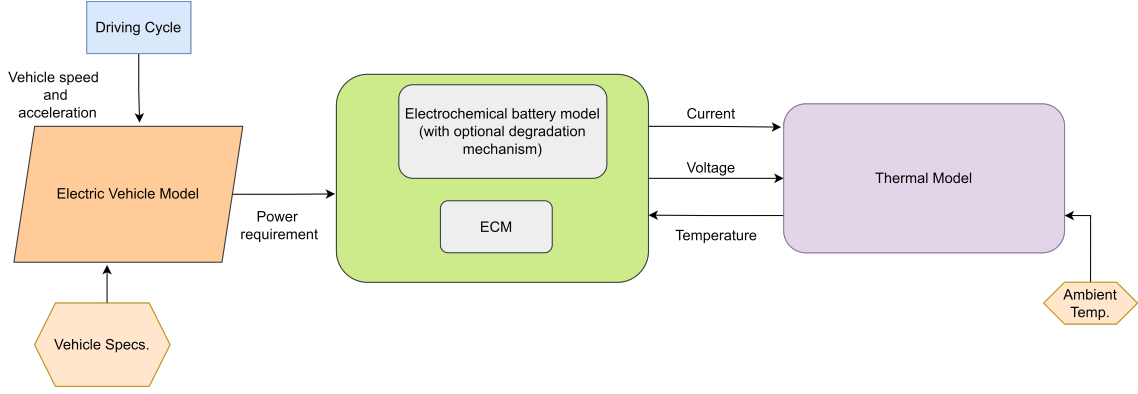 Driving Cycle
Vehicle speed
and
acceleration
Electric Vehicle Model
Vehicle Specs.
Power
requirement
Electrochemical battery model
(with optional degradation
mechanism)
ECM
Current
Voltage
Temperature
Thermal Model
Ambient
Temp.